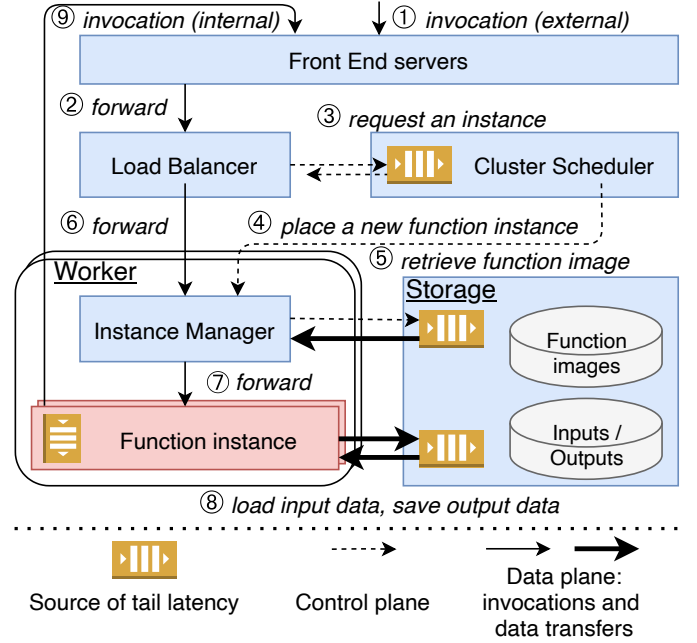 ⑨ invocation (internal)
① invocation (external)
Front End servers
② forward
③ request an instance
Load Balancer
Cluster Scheduler
⑥ forward
④ place a new function instance
⑤ retrieve function image
Worker
Storage
Instance Manager
Function
images
⑦ forward
Function instance
Inputs /
Outputs
⑧ load input data, save output data
Source of tail latency
Control plane
Data plane:
invocations and
data transfers